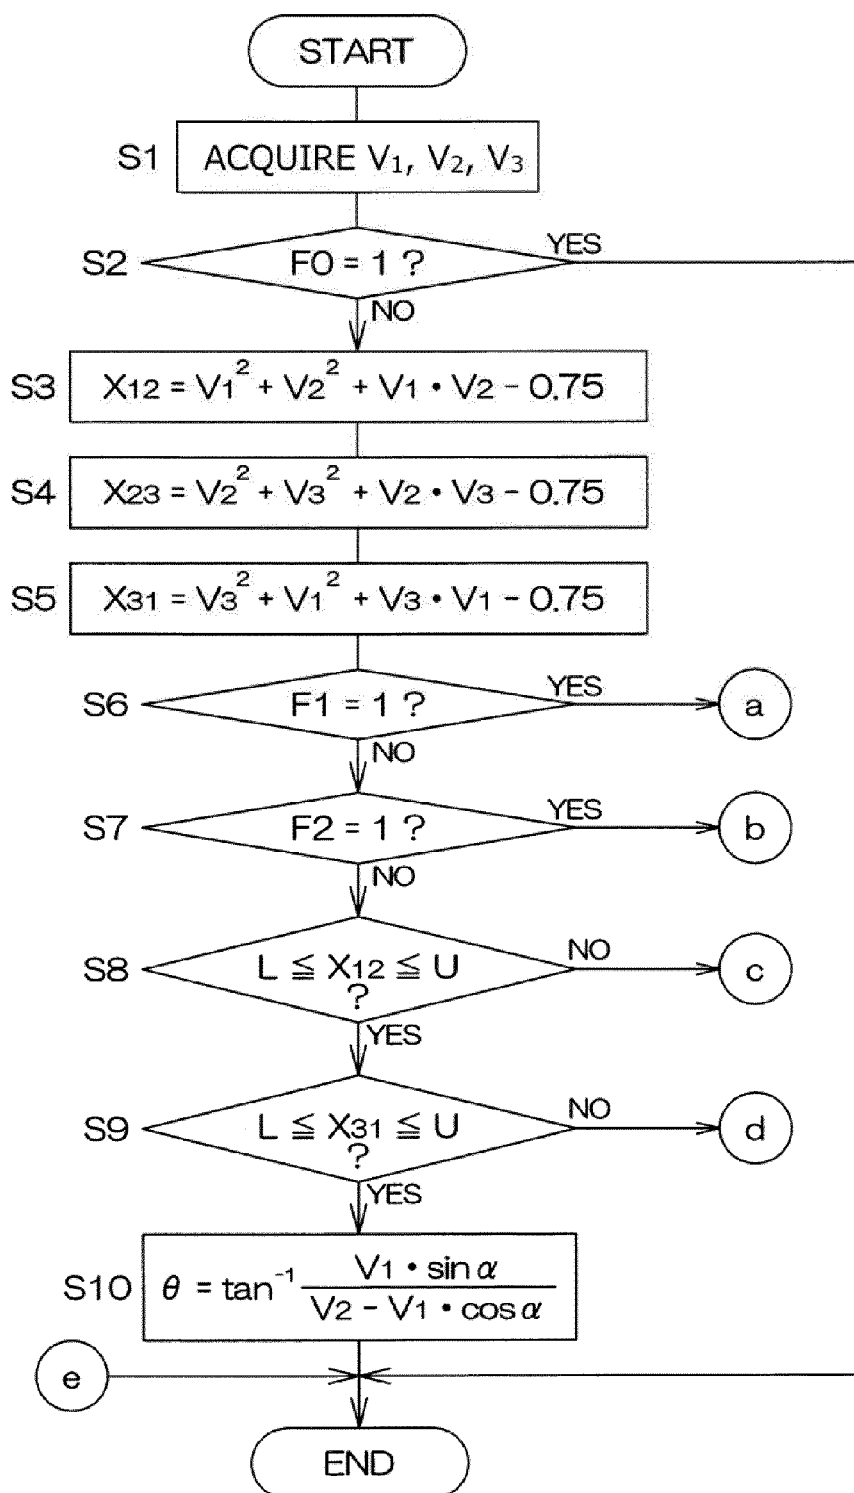 START
S1 ACQUIRE V₁, V₂, V₃
S2 F0 = 1 ? YES
NO
S3 X12 = V1² + V2² + V1 • V2 − 0.75
S4 X23 = V2² + V3² + V2 • V3 − 0.75
S5 X31 = V3² + V1² + V3 • V1 − 0.75
S6 F1 = 1 ? YES a
NO
S7 F2 = 1 ? YES b
NO
S8 L ≦ X12 ≦ U NO c
?
YES
S9 L ≦ X31 ≦ U NO d
?
YES
S10 θ = tan⁻¹ V1 • sin α
V2 − V1 • cos α
e
END